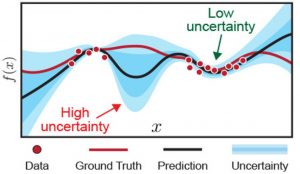 Low
uncertainty
f(x)
High
uncertainty
x
Data
Ground Truth
Prediction
Uncertainty